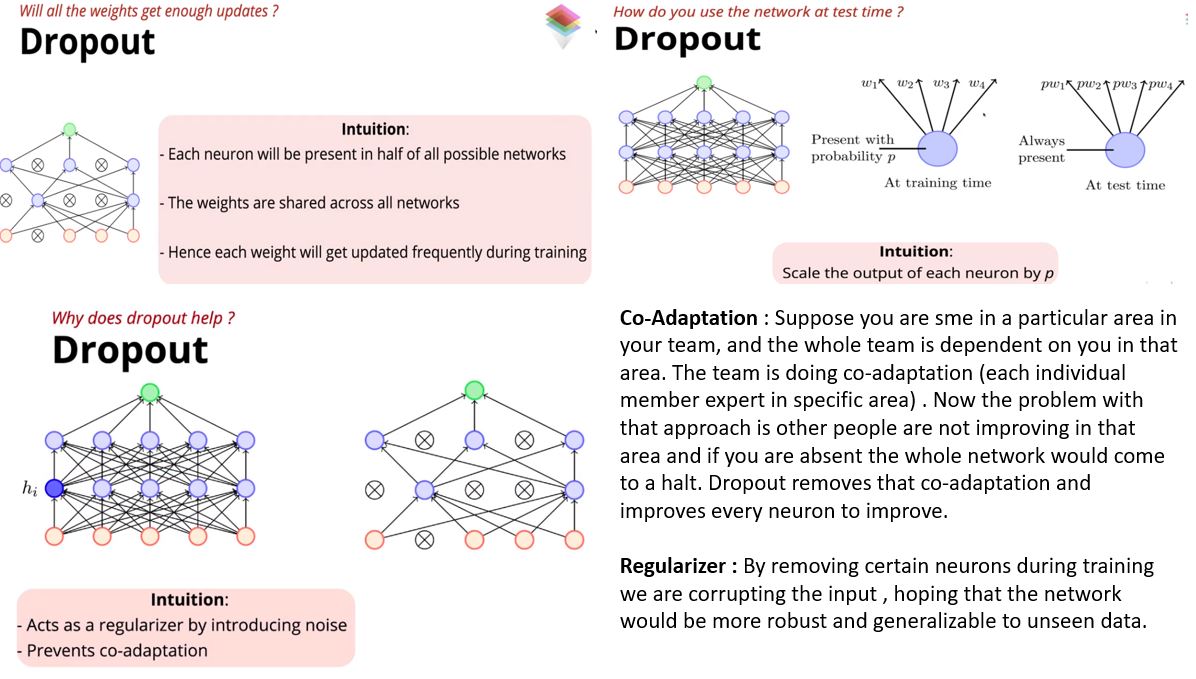 Will all the weights get enough updates ?
Dropout
Intuition:
- Each neuron will be present in half of all possible networks
- The weights are shared across all networks
- Hence each weight will get updated frequently during training
How do you use the network at test time ?
Dropout
w1 w2 w3 w4
Present with
probability p
At training time
pw1 pw2 pw3 pw4
Always
present
At test time
Intuition:
Scale the output of each neuron by p
Why does dropout help ?
Dropout
hi
Intuition:
- Acts as a regularizer by introducing noise
- Prevents co-adaptation
Co-Adaptation : Suppose you are sme in a particular area in
your team, and the whole team is dependent on you in that
area. The team is doing co-adaptation (each individual
member expert in specific area) . Now the problem with
that approach is other people are not improving in that
area and if you are absent the whole network would come
to a halt. Dropout removes that co-adaptation and
improves every neuron to improve.
Regularizer : By removing certain neurons during training
we are corrupting the input , hoping that the network
would be more robust and generalizable to unseen data.